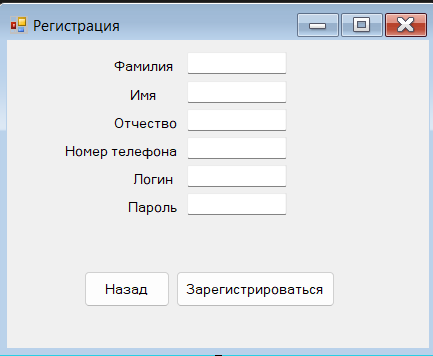 Регистрация
Фамилия
Имя
Отчество
Номер телефона
Логин
Пароль
Назад Зарегистрироваться